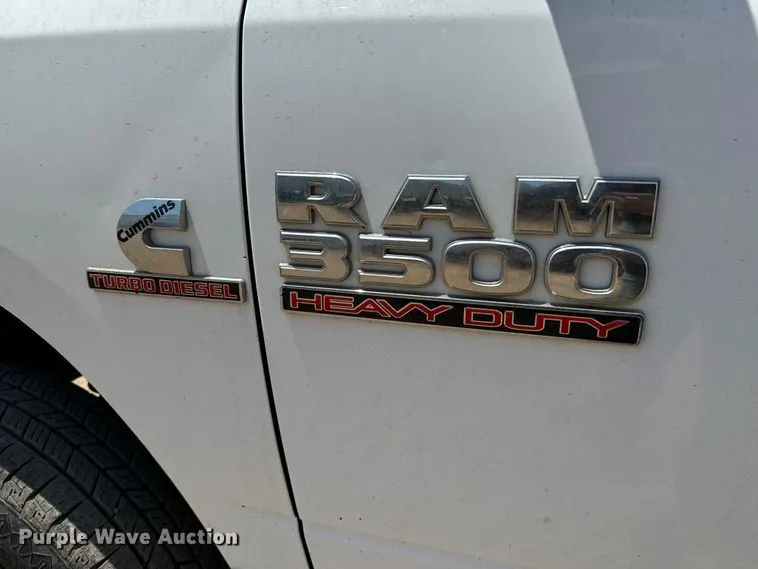 Cummins
TURBO DIESEL
RAM
3500
HEAVY DUTY
Purple Wave Auction